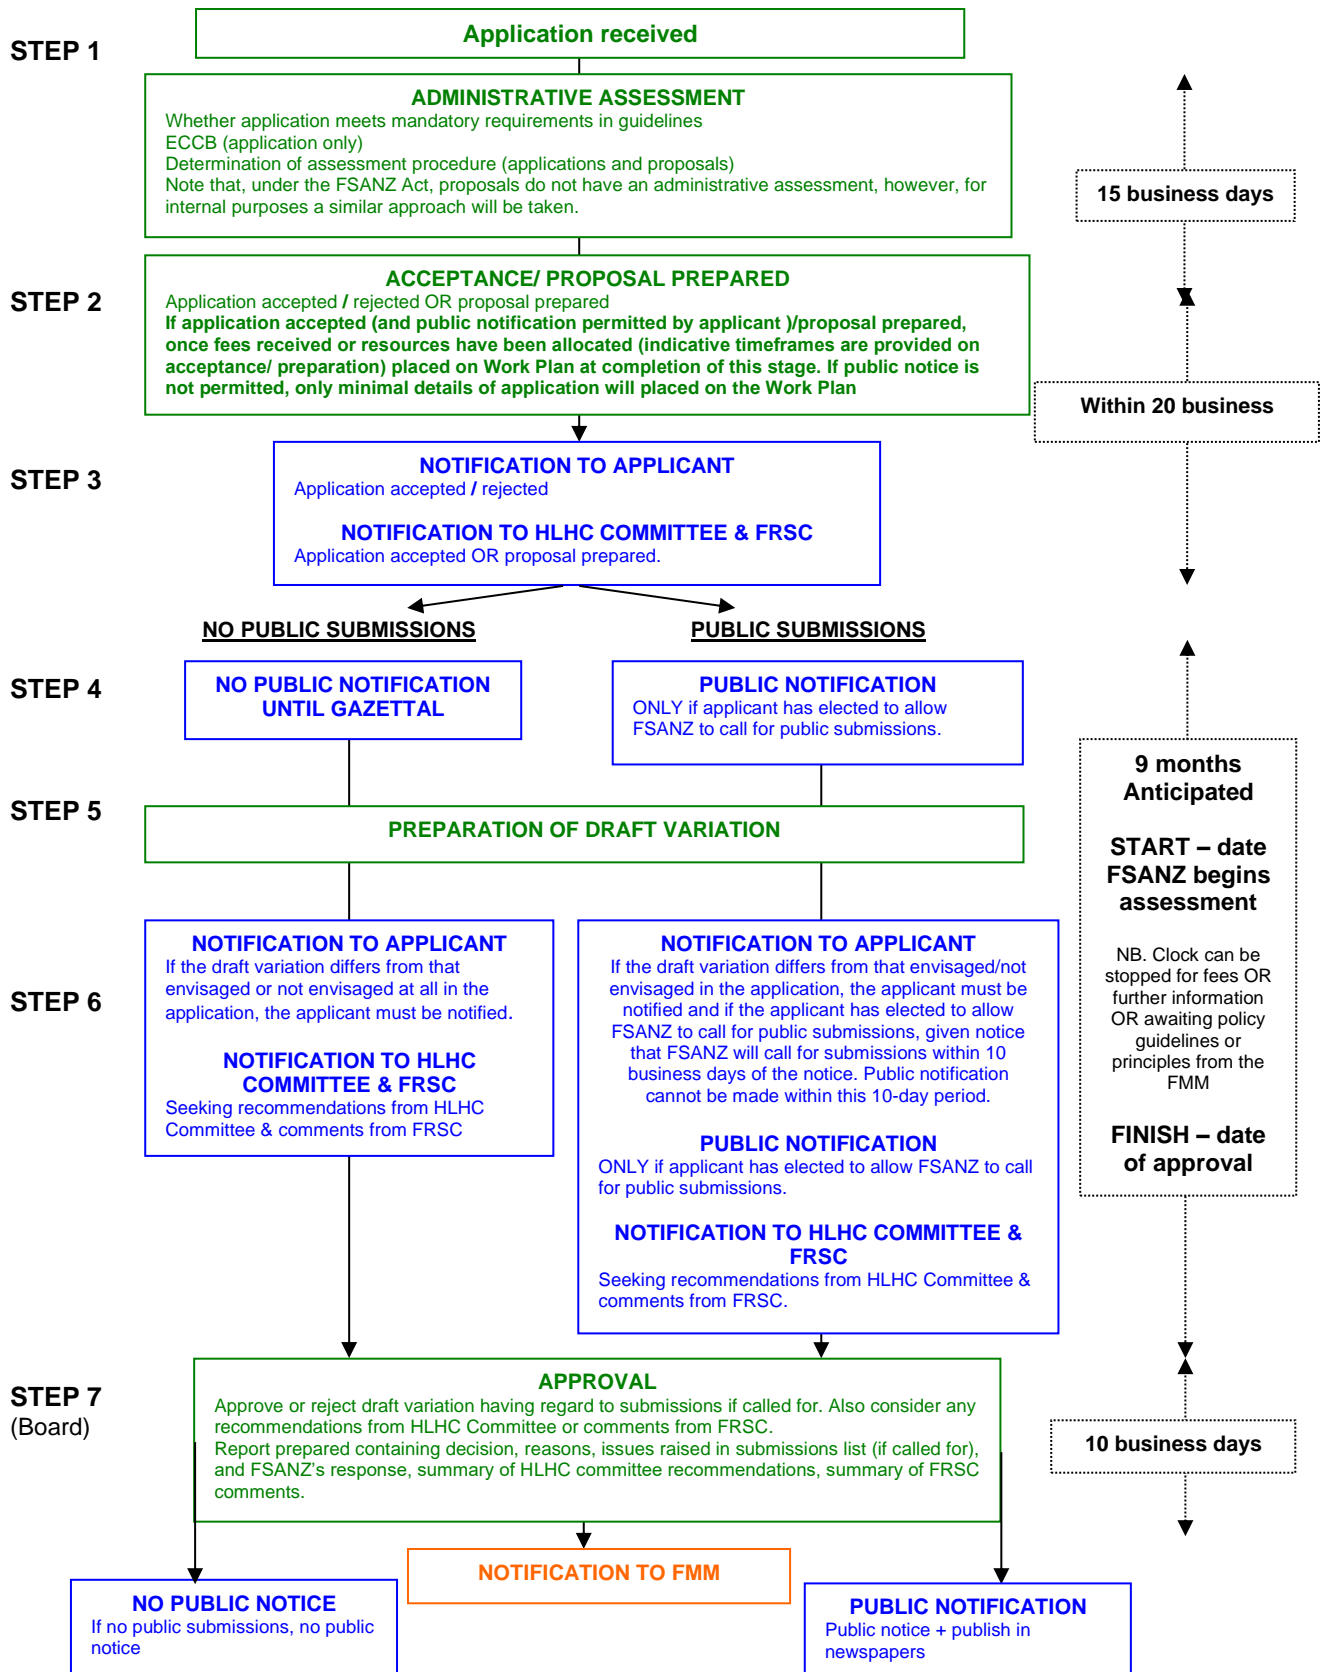 STEP 1
Application received
ADMINISTRATIVE ASSESSMENT
Whether application meets mandatory requirements in guidelines
ECCB (application only)
Determination of assessment procedure (applications and proposals)
Note that, under the FSANZ Act, proposals do not have an administrative assessment, however, for
internal purposes a similar approach will be taken.
15 business days
STEP 2
ACCEPTANCE/ PROPOSAL PREPARED
Application accepted / rejected OR proposal prepared
If application accepted (and public notification permitted by applicant )/proposal prepared,
once fees received or resources have been allocated (indicative timeframes are provided on
acceptance/ preparation) placed on Work Plan at completion of this stage. If public notice is
not permitted, only minimal details of application will placed on the Work Plan
Within 20 business
STEP 3
NOTIFICATION TO APPLICANT
Application accepted / rejected
NOTIFICATION TO HLHC COMMITTEE & FRSC
Application accepted OR proposal prepared.
NO PUBLIC SUBMISSIONS
PUBLIC SUBMISSIONS
STEP 4
NO PUBLIC NOTIFICATION
UNTIL GAZETTAL
PUBLIC NOTIFICATION
ONLY if applicant has elected to allow
FSANZ to call for public submissions.
STEP 5
PREPARATION OF DRAFT VARIATION
9 months
Anticipated
START – date
FSANZ begins
assessment
NB. Clock can be
stopped for fees OR
further information
OR awaiting policy
guidelines or
principles from the
FMM
FINISH – date
of approval
STEP 6
NOTIFICATION TO APPLICANT
If the draft variation differs from that
envisaged or not envisaged at all in the
application, the applicant must be notified.
NOTIFICATION TO HLHC
COMMITTEE & FRSC
Seeking recommendations from HLHC
Committee & comments from FRSC
NOTIFICATION TO APPLICANT
If the draft variation differs from that envisaged/not
envisaged in the application, the applicant must be
notified and if the applicant has elected to allow
FSANZ to call for public submissions, given notice
that FSANZ will call for submissions within 10
business days of the notice. Public notification
cannot be made within this 10-day period.
PUBLIC NOTIFICATION
ONLY if applicant has elected to allow FSANZ to call
for public submissions.
NOTIFICATION TO HLHC COMMITTEE &
FRSC
Seeking recommendations from HLHC Committee &
comments from FRSC.
STEP 7
(Board)
APPROVAL
Approve or reject draft variation having regard to submissions if called for. Also consider any
recommendations from HLHC Committee or comments from FRSC.
Report prepared containing decision, reasons, issues raised in submissions list (if called for),
and FSANZ's response, summary of HLHC committee recommendations, summary of FRSC
comments.
10 business days
NOTIFICATION TO FMM
NO PUBLIC NOTICE
If no public submissions, no public
notice
PUBLIC NOTIFICATION
Public notice + publish in
newspapers